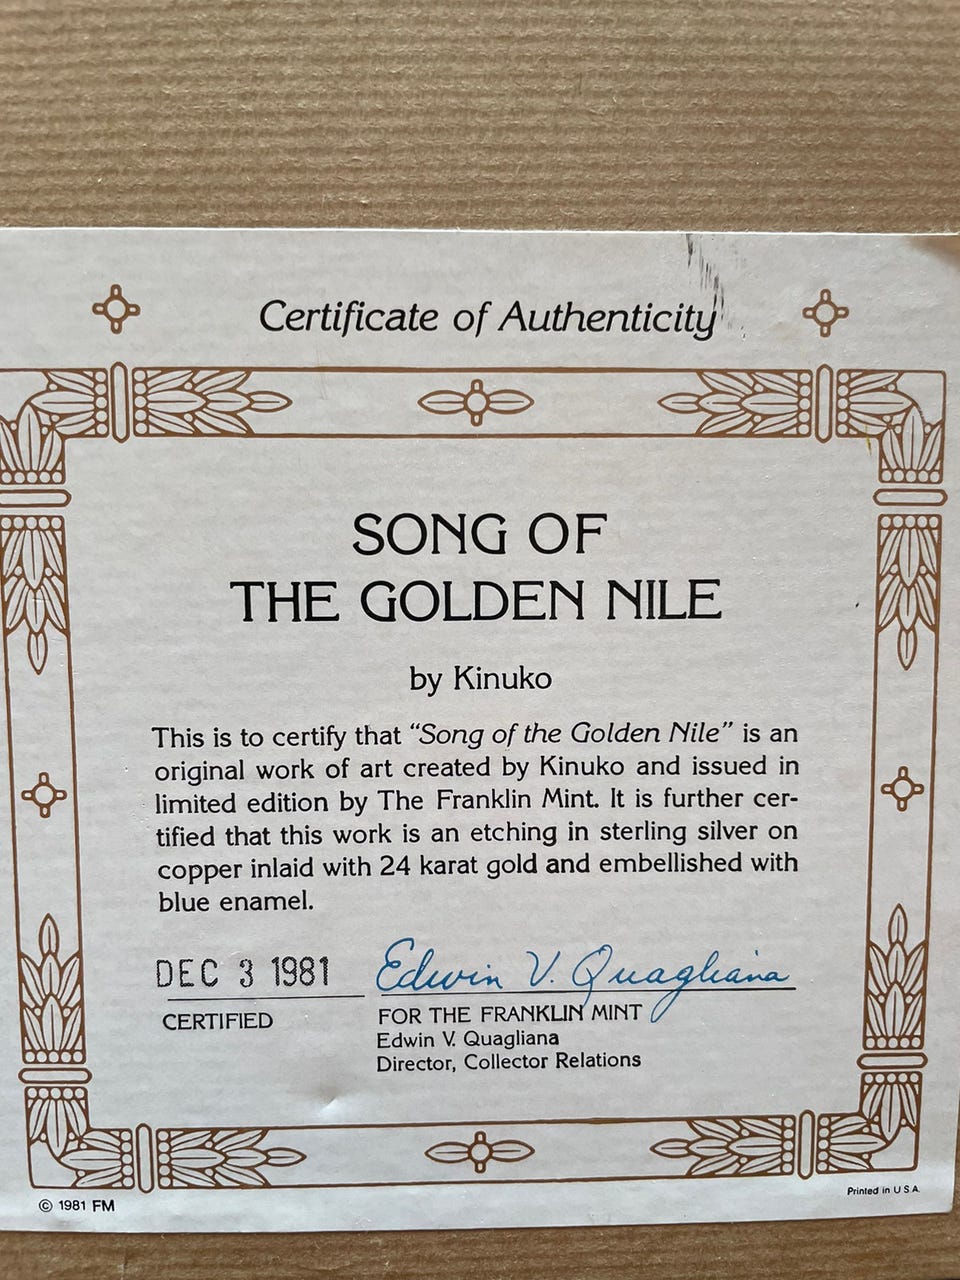 Certificate of Authenticity
SONG OF
THE GOLDEN NILE
by Kinuko
This is to certify that “Song of the Golden Nile” is an
original work of art created by Kinuko and issued in
limited edition by The Franklin Mint. It is further cer-
tified that this work is an etching in sterling silver on
copper inlaid with 24 karat gold and embellished with
blue enamel.
DEC 3 1981
CERTIFIED
Edwin V. Quagliana
FOR THE FRANKLIN MINT
Edwin V. Quagliana
Director, Collector Relations
© 1981 FM
Printed in U.S.A.